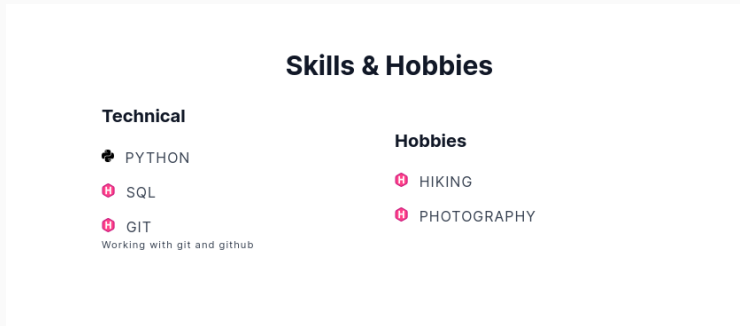 Skills & Hobbies
Technical
PYTHON
SQL
GIT
Working with git and github
Hobbies
HIKING
PHOTOGRAPHY